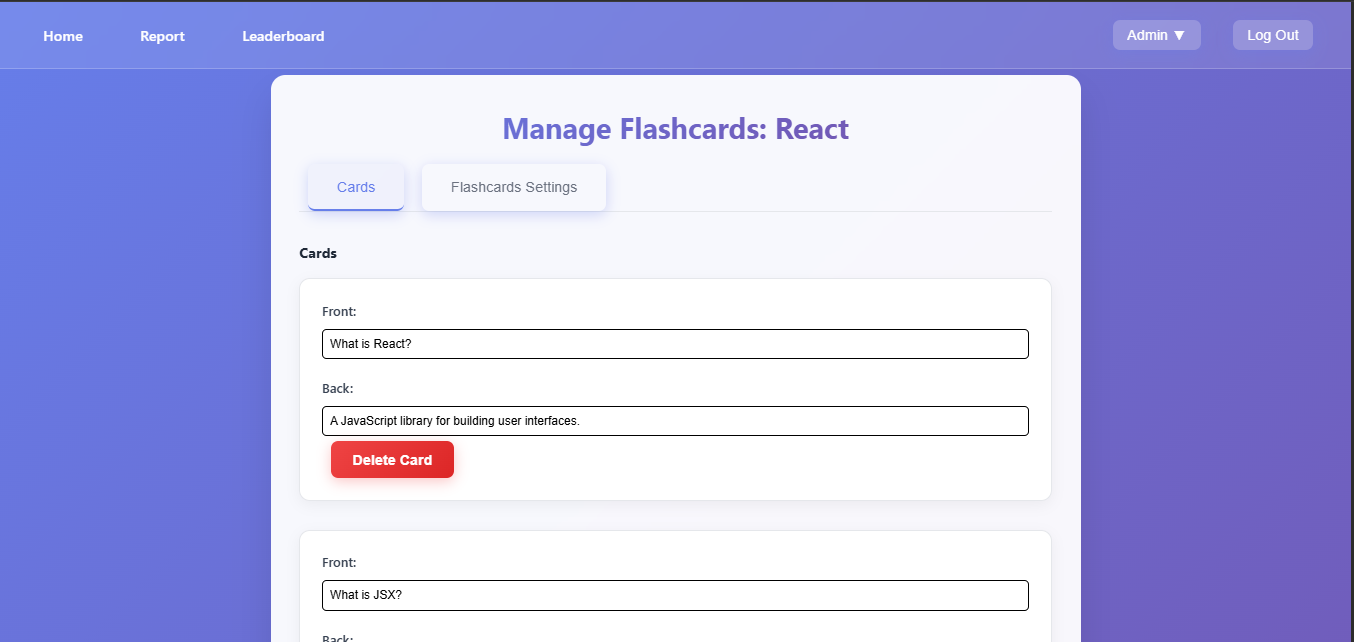 Home Report Leaderboard Admin ▼ Log Out
Manage Flashcards: React
Cards Flashcards Settings
Cards
Front:
What is React?
Back:
A JavaScript library for building user interfaces.
Delete Card
Front:
What is JSX?
Back: